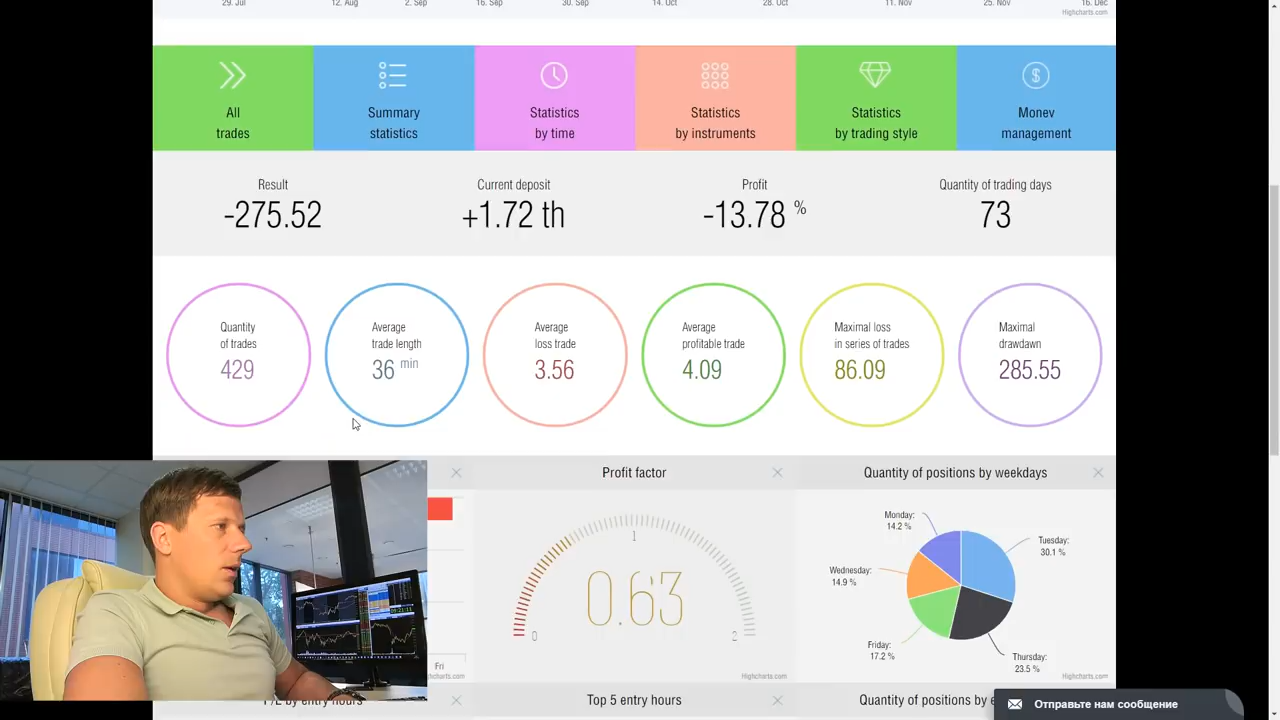 29. Jul 12. Aug 2. Sep 16. Sep 30. Sep 14. Oct 28. Oct 11. Nov 25. Nov 16. Dec
Highcharts.com
All
trades
Summary
statistics
Statistics
by time
Statistics
by instruments
Statistics
by trading style
Money
management
Result
-275.52
Current deposit
+1.72 th
Profit
-13.78 %
Quantity of trading days
73
Quantity
of trades
429
Average
trade length
36 min
Average
loss trade
3.56
Average
profitable trade
4.09
Maximal loss
in series of trades
86.09
Maximal
drawdawn
285.55
Profit factor
1
0.63
0
2
Highcharts.com
Quantity of positions by weekdays
Monday:
14.2 %
Tuesday:
30.1 %
Wednesday:
14.9 %
Friday:
17.2 %
Thursday:
23.5 %
Highcharts.com
Fri
hcharts.com
P/L by entry hours
Top 5 entry hours
Quantity of positions by e
Отправьте нам сообщение